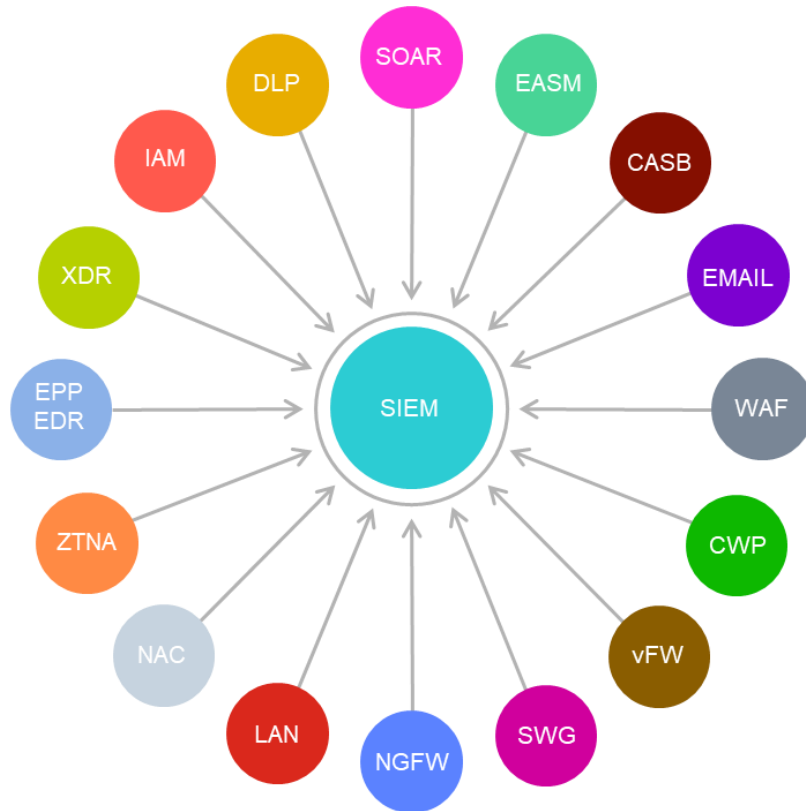 SOAR
EASM
CASB
EMAIL
WAF
CWP
vFW
SWG
NGFW
LAN
NAC
ZTNA
EPP
EDR
XDR
IAM
DLP
SIEM